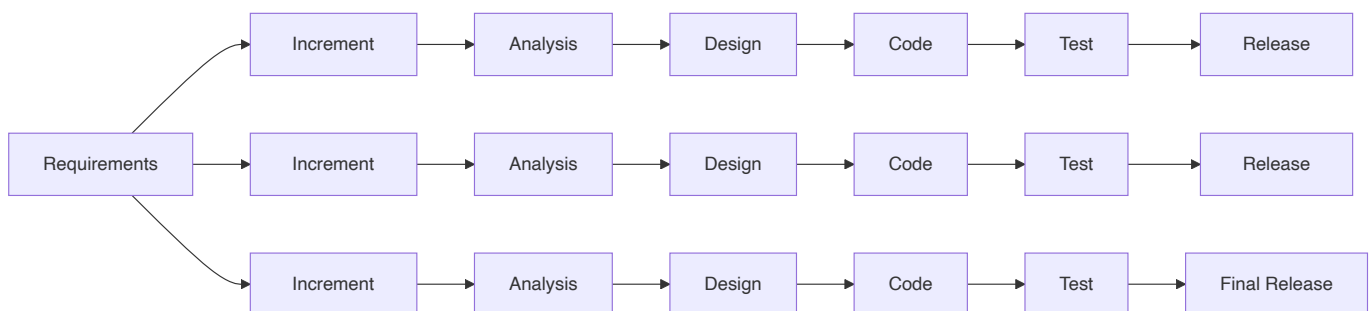 Increment Analysis Design Code Test Release
Requirements Increment Analysis Design Code Test Release
Increment Analysis Design Code Test Final Release